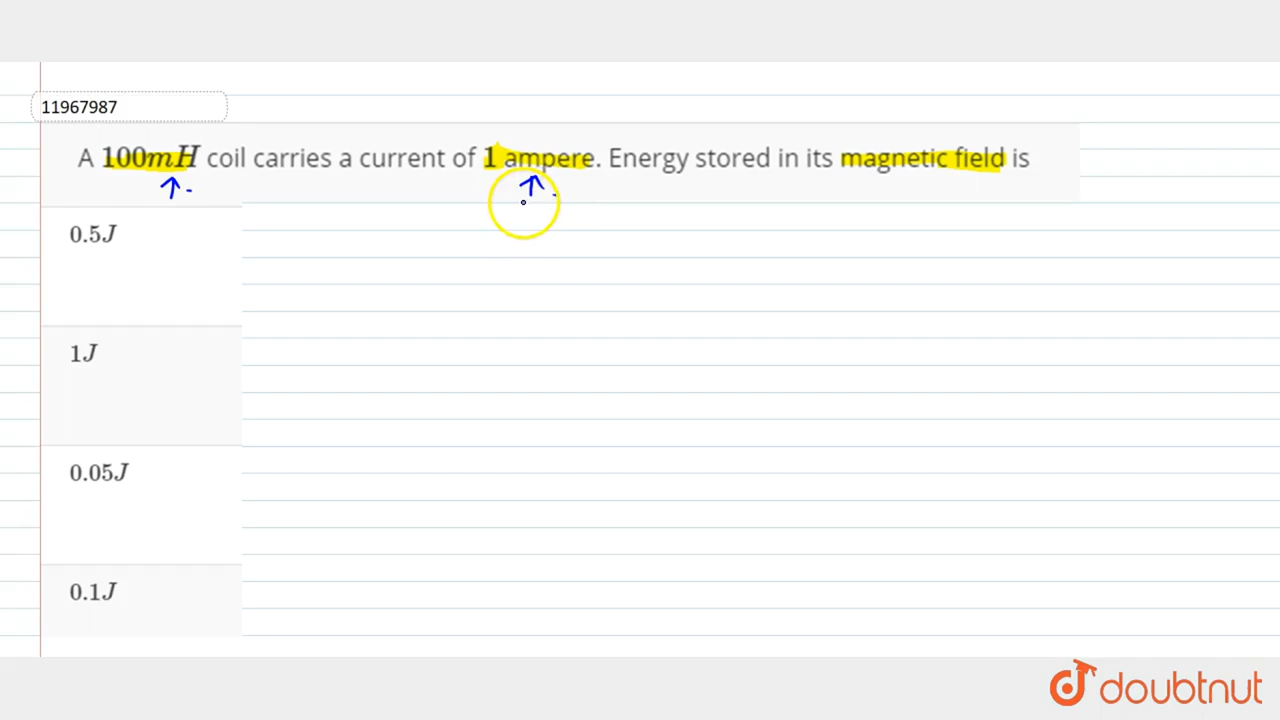 11967987
A 100mH coil carries a current of 1 ampere. Energy stored in its magnetic field is
0.5J
1J
0.05J
0.1J
doubtnut